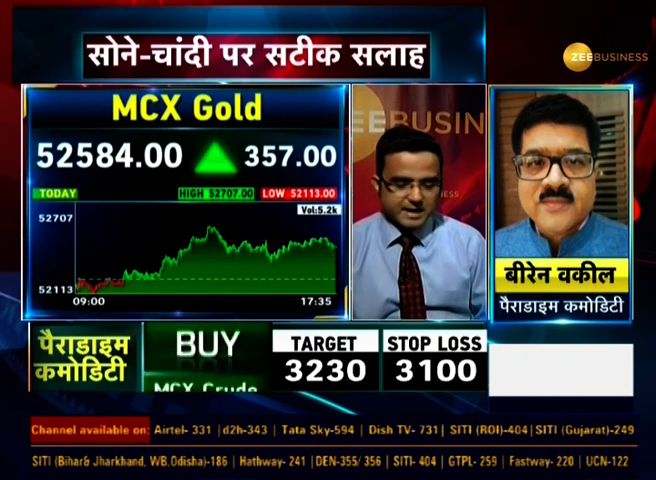 सोने-चांदी पर सटीक सलाह
ZEEBUSINESS
MCX Gold
52584.00 357.00
TODAY HIGH 52707.00 LOW 52113.00
Vol:5.2k
52707
52113
09:00 17:35
EEBUSIN
बीरेन वकील
पैराडाइम कमोडिटी
पैराडाइम
कमोडिटी
BUY
MCX Crude
TARGET STOP LOSS
3230 3100
Channel available on: Airtel- 331 | d2h-343 | Tata Sky-594 | Dish TV- 731 | SITI (ROI)-404 | SITI (Gujarat)-249
SITI (Bihar& Jharkhand, WB,Odisha)-186 | Hathway- 241 | DEN-355/ 356 | SITI- 404 | GTPL- 259 | Fastway- 220 | UCN-122